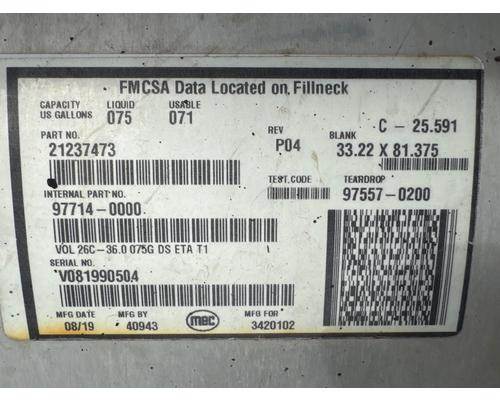 FMCSA Data Located on Fillneck
CAPACITY LIQUID USABLE
US GALLONS 075 071
C - 25.591
PART NO. REV BLANK
21237473 P04 33.22 X 81.375
TEST CODE TEARDROP
INTERNAL PART NO. 97557-0200
97714-0000
VOL 26C-36.0 075G DS ETA T1
SERIAL NO.
V081990504
MFG DATE MFG BY MFG FOR
08/19 40943 mec 3420102